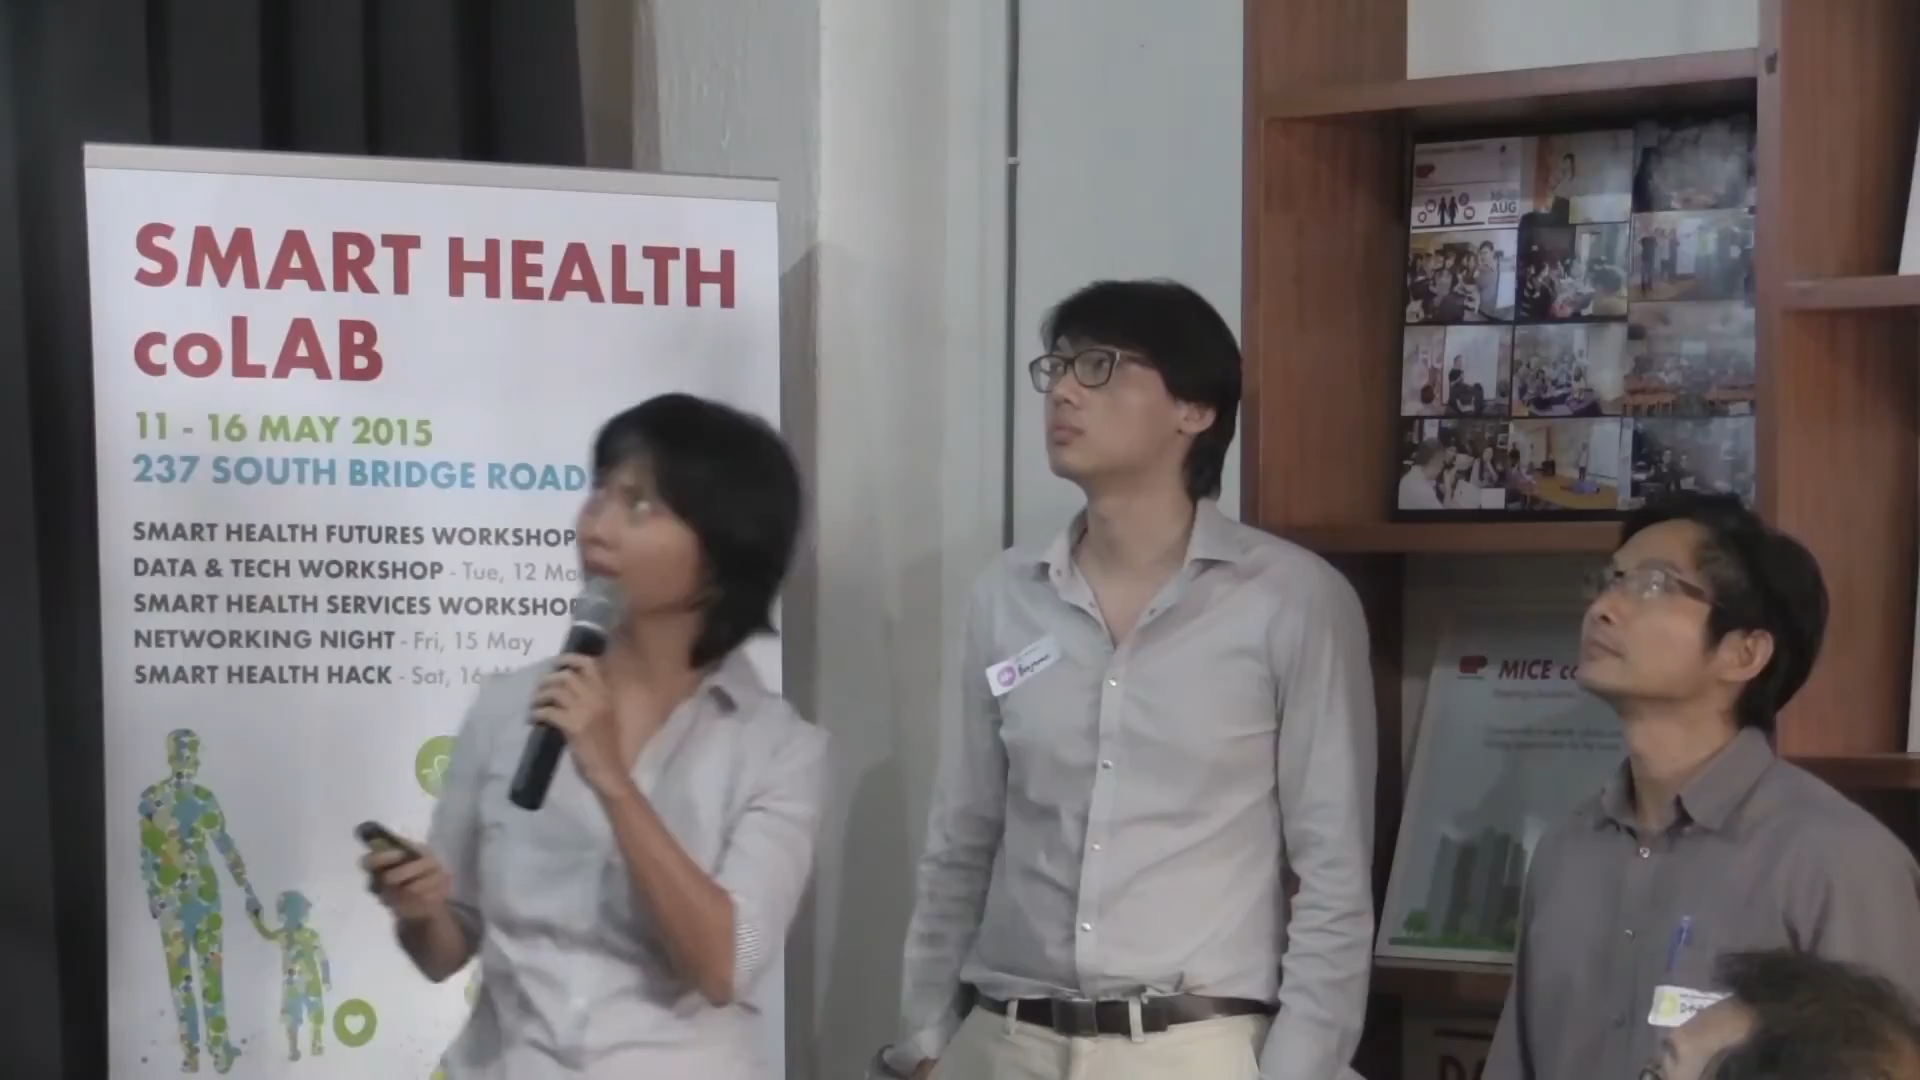 SMART HEALTH
coLAB
11 - 16 MAY 2015
237 SOUTH BRIDGE ROAD
SMART HEALTH FUTURES WORKSHOP
DATA & TECH WORKSHOP - Tue, 12 Ma
SMART HEALTH SERVICES WORKSHOP
NETWORKING NIGHT - Fri, 15 May
SMART HEALTH HACK - Sat, 16
AUG
MICE